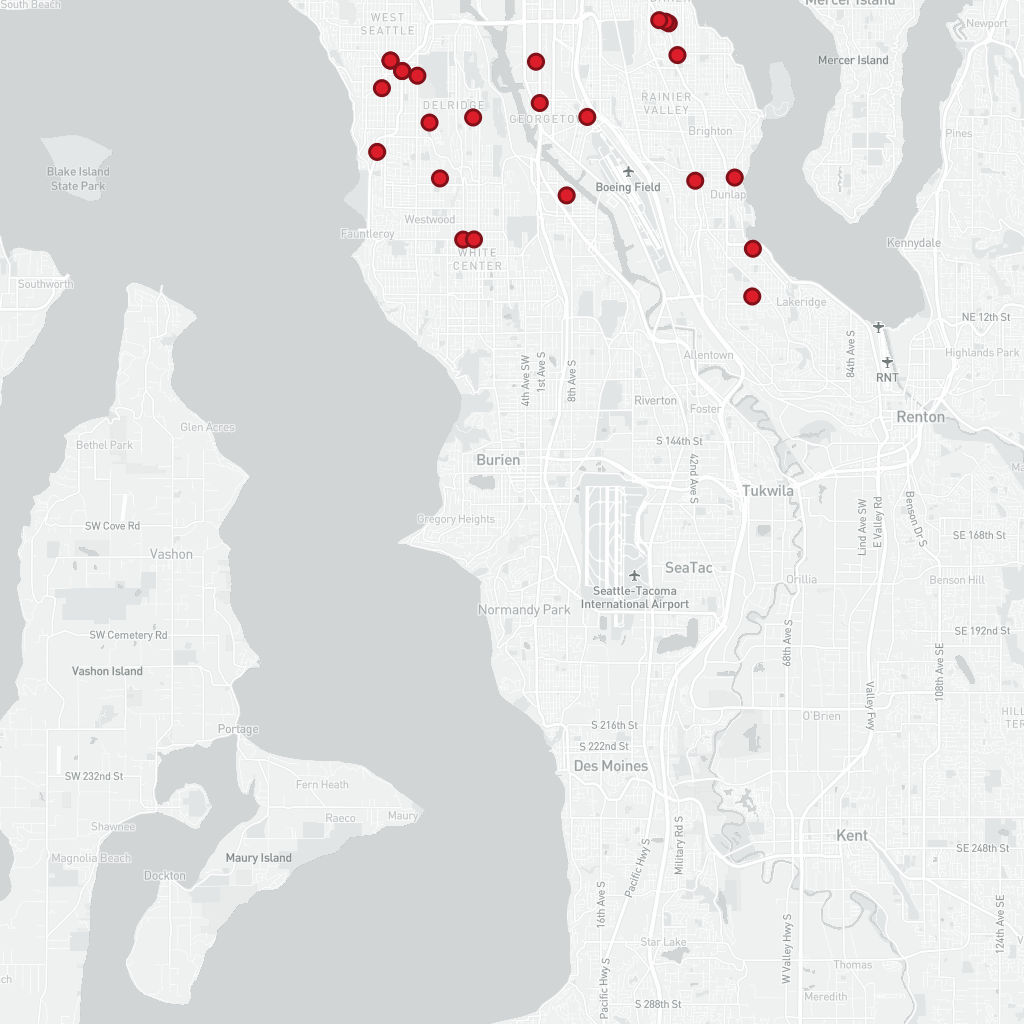 South Beach
WEST
SEATTLE
Mercer Island
Newport
Mercer Island
RAINIER
VALLEY
DELRIDGE
GEORGETO
Brighton
Pines
Blake Island
State Park
Boeing Field
Dunlap
Westwood
Fauntleroy
Kennydale
WHITE
CENTER
Southworth
Lakeridge
NE 12th St
84th Ave S
Allentown
Highlands Park
4th Ave SW
1st Ave S
8th Ave S
RNT
Riverton
Foster
Renton
Glen Acres
Bethel Park
S 144th St
Burien
42nd Ave S
Tukwila
Gregory Heights
SW Cove Rd
Lind Ave SW
E Valley Rd
Benson Dr S
SE 168th St
Vashon
SeaTac
Orillia
Benson Hill
Seattle-Tacoma
International Airport
Normandy Park
SW Cemetery Rd
68th Ave S
SE 192nd St
108th Ave SE
Vashon Island
Valley Fwy
O'Brien
HILL
TER
Portage
S 216th St
S 222nd St
SW 232nd St
Des Moines
Fern Heath
Raeco
Maury
Shawnee
Military Rd S
Kent
SE 248th St
Magnolia Beach
Maury Island
Pacific Hwy S
Dockton
16th Ave S
124th Ave SE
W Valley Hwy S
Star Lake
Thomas
Pacific Hwy S
Meredith
S 288th St